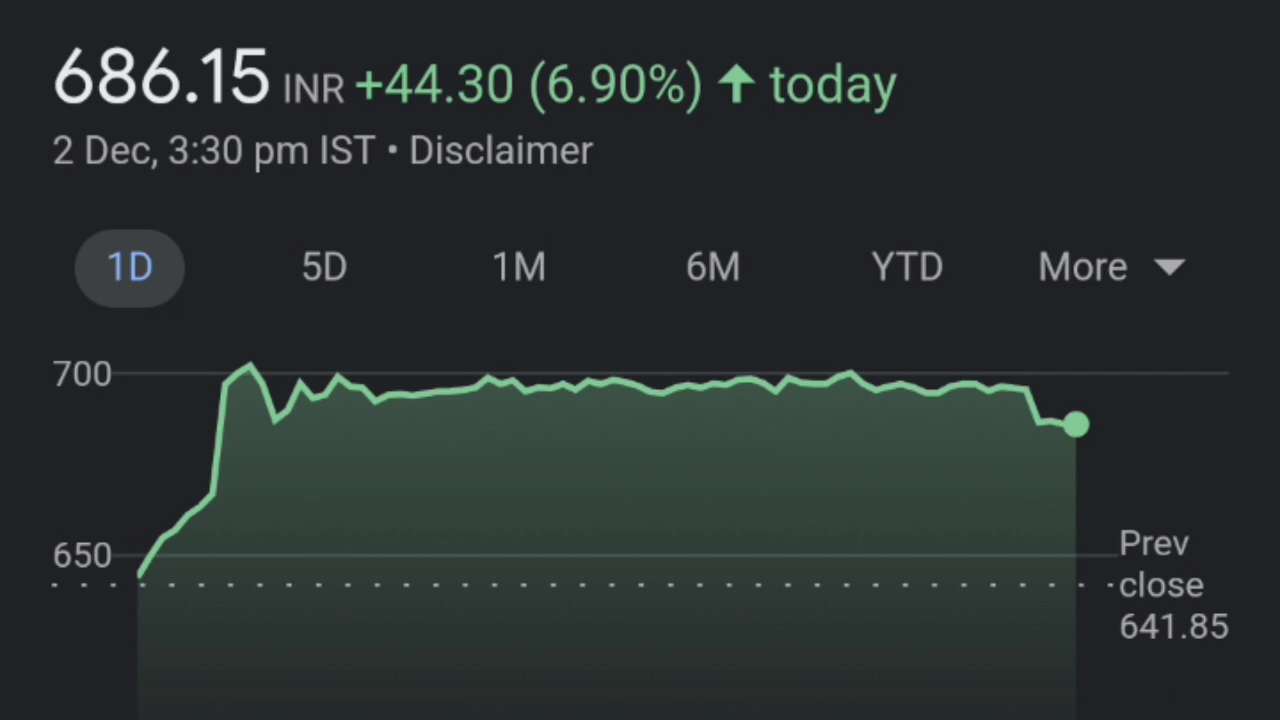 686.15 INR +44.30 (6.90%) ↑ today
2 Dec, 3:30 pm IST • Disclaimer
1D 5D 1M 6M YTD More
700
650
Prev
close
641.85